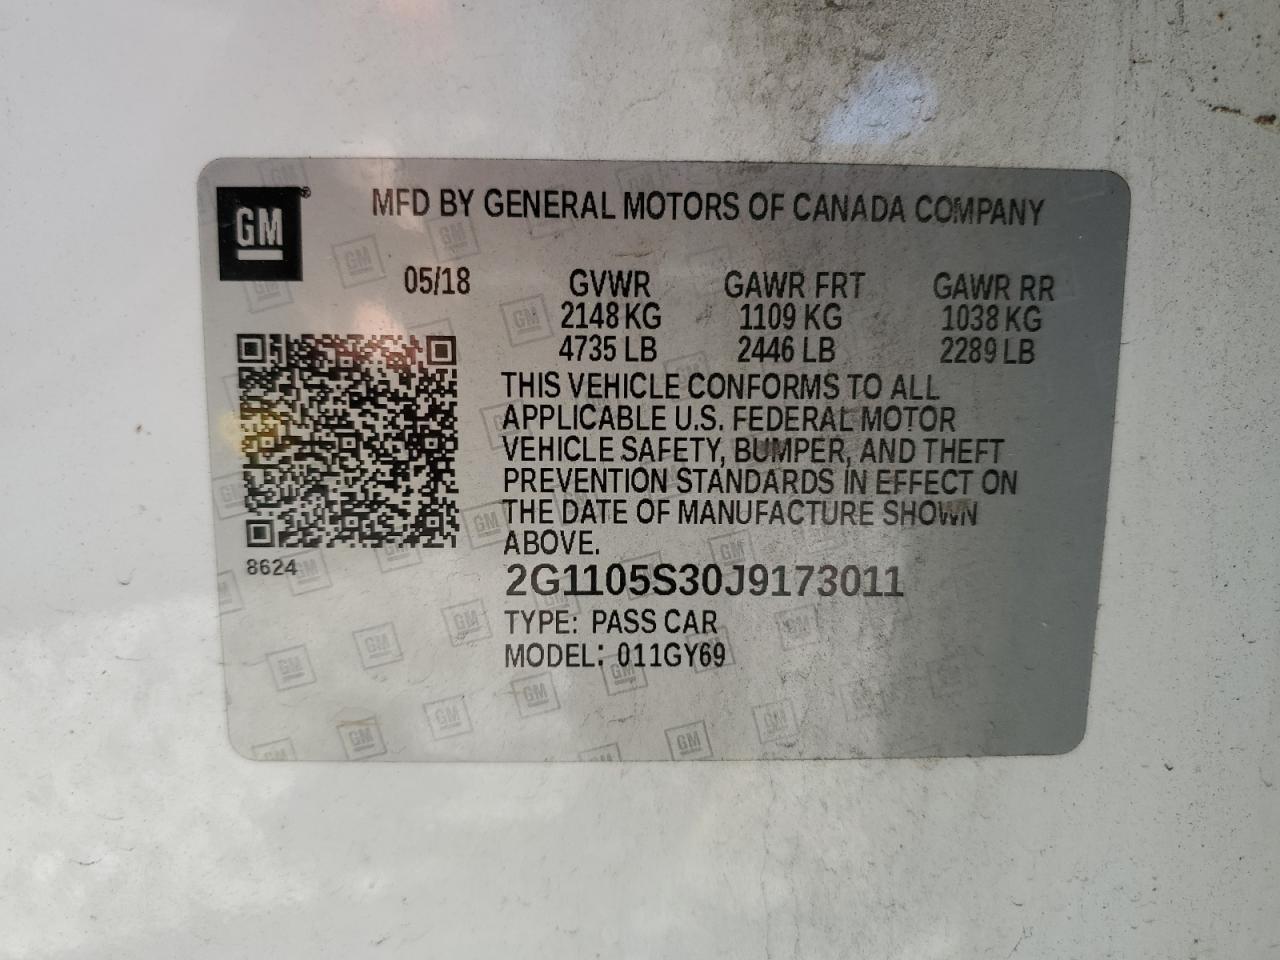 GM
MFD BY GENERAL MOTORS OF CANADA COMPANY
05/18 GVWR GAWR FRT GAWR RR
2148 KG 1109 KG 1038 KG
4735 LB 2446 LB 2289 LB
THIS VEHICLE CONFORMS TO ALL
APPLICABLE U.S. FEDERAL MOTOR
VEHICLE SAFETY, BUMPER, AND THEFT
PREVENTION STANDARDS IN EFFECT ON
THE DATE OF MANUFACTURE SHOWN
ABOVE.
8624
2G1105S30J9173011
TYPE: PASS CAR
MODEL: 011GY69